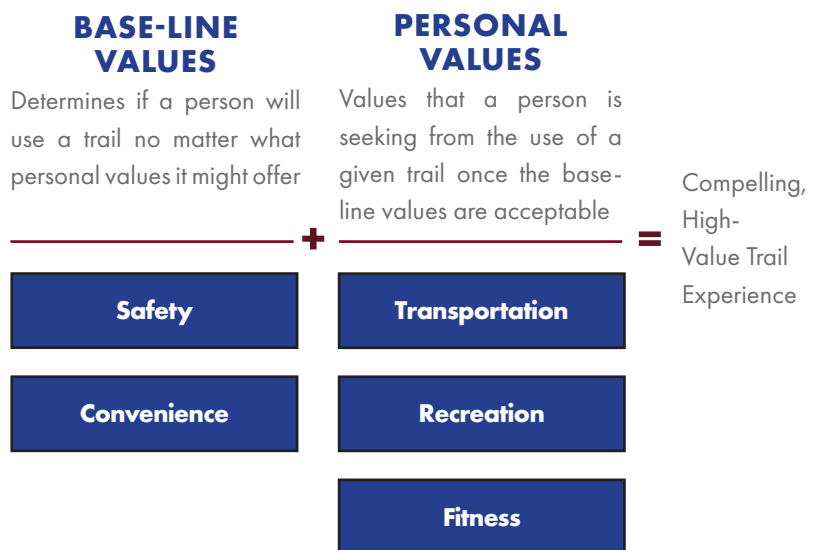 BASE-LINE
VALUES
Determines if a person will
use a trail no matter what
personal values it might offer
PERSONAL
VALUES
Values that a person is
seeking from the use of a
given trail once the base-
line values are acceptable
+
=
Compelling,
High-
Value Trail
Experience
Safety
Convenience
Transportation
Recreation
Fitness